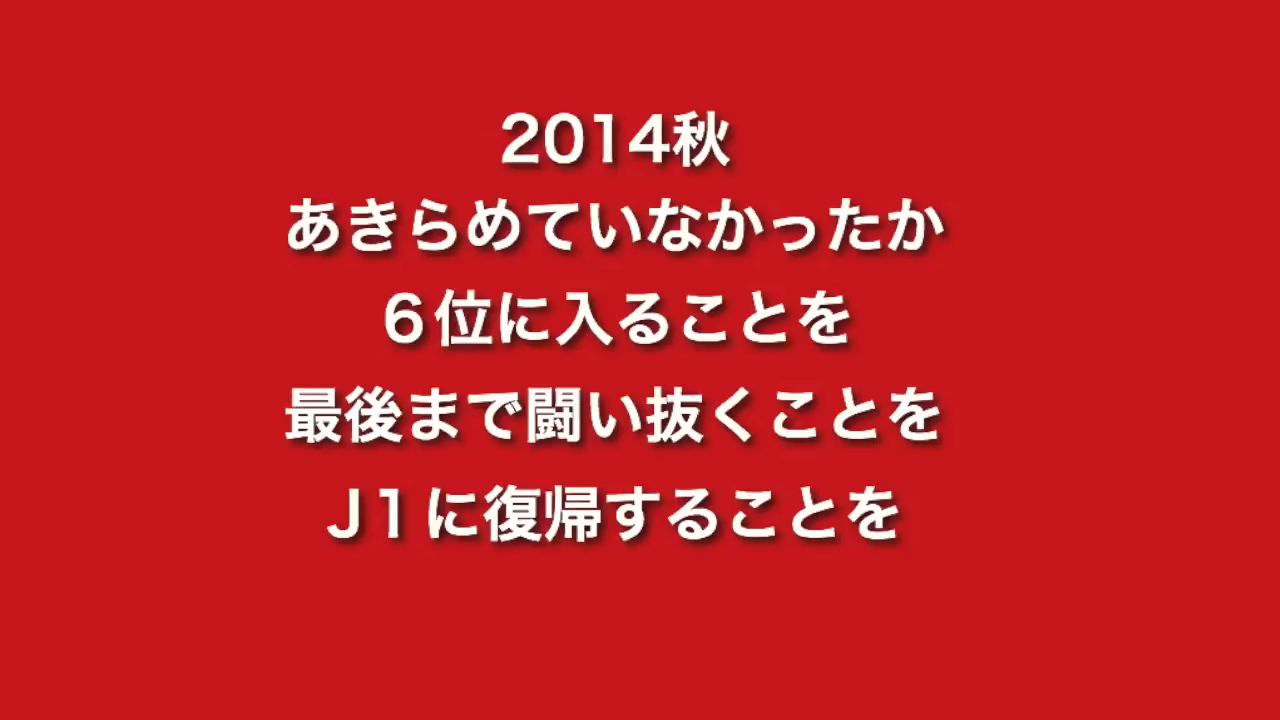 2014秋
あきらめていなかったか
６位に入ることを
最後まで闘い抜くことを
J１に復帰することを